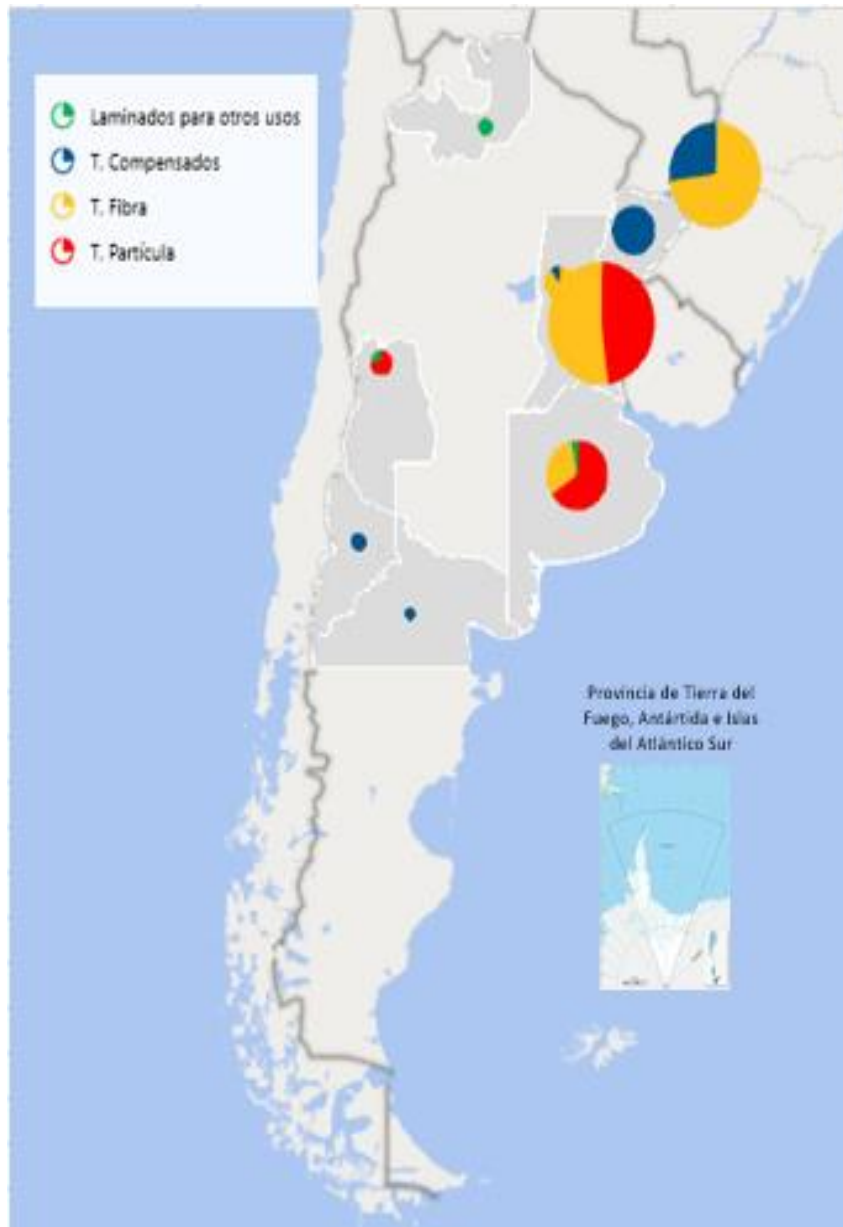 Laminados para otros usos
T. Compensados
T. Fibra
T. Partícula
Provincia de Tierra del
Fuego, Antártida e Islas
del Atlántico Sur